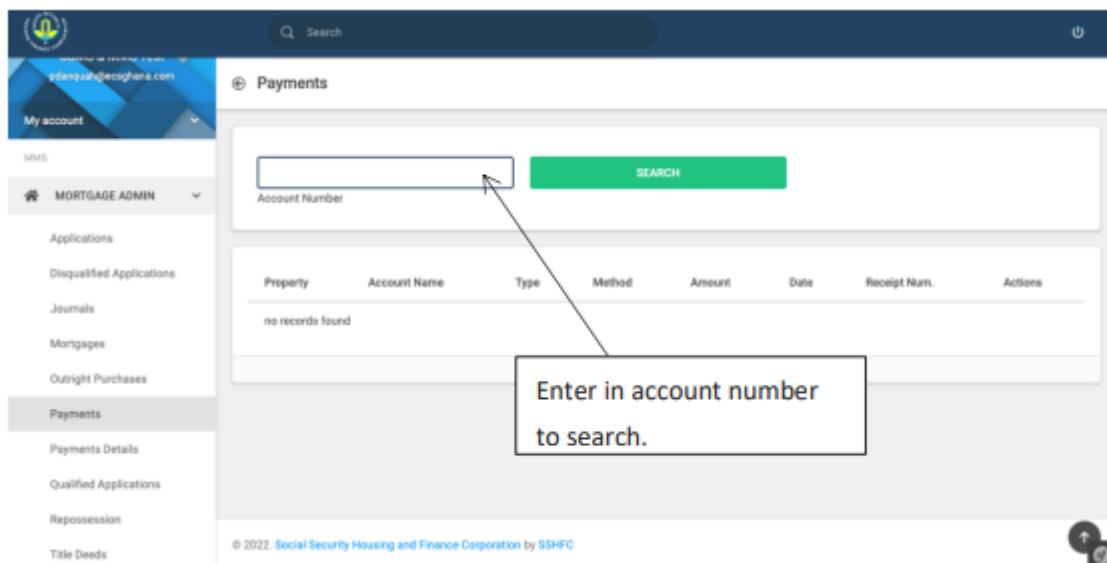 Search
pdanquah@ecsghana.com
Payments
My account
MMS
SEARCH
MORTGAGE ADMIN
Account Number
Applications
Disqualified Applications
Property Account Name Type Method Amount Date Receipt Num. Actions
Journals
no records found
Mortgages
Outright Purchases
Enter in account number
to search.
Payments
Payments Details
Qualified Applications
Repossession
Title Deeds
© 2022. Social Security Housing and Finance Corporation by SSHFC